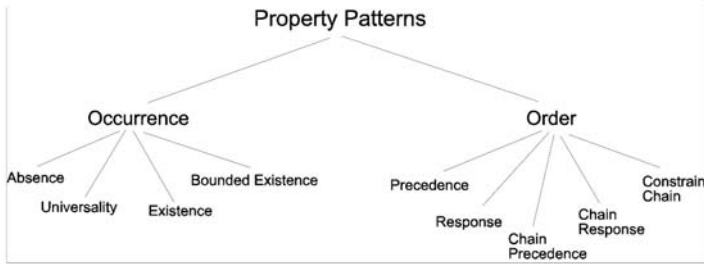 Property Patterns
Occurrence
Order
Absence
Universality
Existence
Bounded Existence
Precedence
Response
Chain
Precedence
Chain
Response
Constrain
Chain